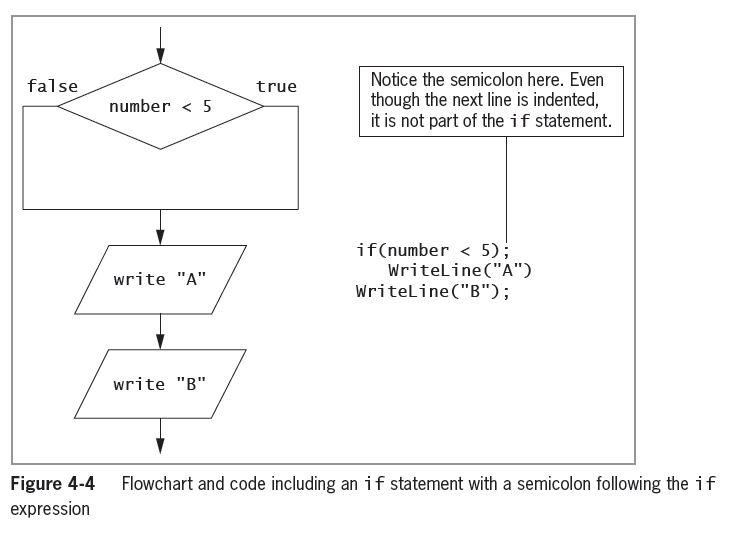 false
true
number < 5
Notice the semicolon here. Even
though the next line is indented,
it is not part of the if statement.
if(number < 5);
WriteLine("A")
WriteLine("B");
write "A"
write "B"
Figure 4-4 Flowchart and code including an if statement with a semicolon following the if
expression